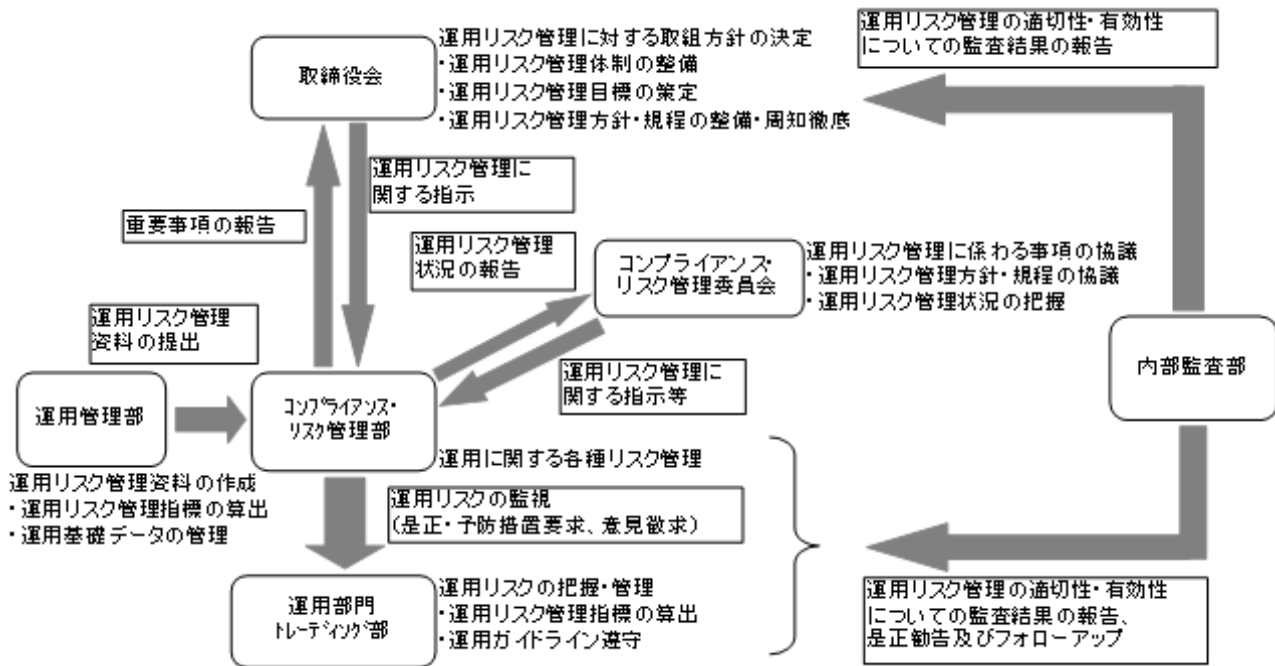 取締役会
運用リスク管理に対する取組方針の決定
・運用リスク管理体制の整備
・運用リスク管理目標の策定
・運用リスク管理方針・規程の整備・周知徹底
運用リスク管理の適切性・有効性
についての監査結果の報告
運用リスク管理に
関する指示
重要事項の報告
運用リスク管理
状況の報告
コンプライアンス・
リスク管理委員会
運用リスク管理に係わる事項の協議
・運用リスク管理方針・規程の協議
・運用リスク管理状況の把握
運用リスク管理
資料の提出
運用リスク管理に
関する指示等
内部監査部
運用管理部
コンプライアンス・
リスク管理部
運用に関する各種リスク管理
運用リスク管理資料の作成
・運用リスク管理指標の算出
・運用基礎データの管理
運用リスクの監視
(是正・予防措置要求、意見徴求)
運用部門
トレーディング部
運用リスクの把握・管理
・運用リスク管理指標の算出
・運用ガイドライン遵守
運用リスク管理の適切性・有効性
についての監査結果の報告、
是正勧告及びフォローアップ